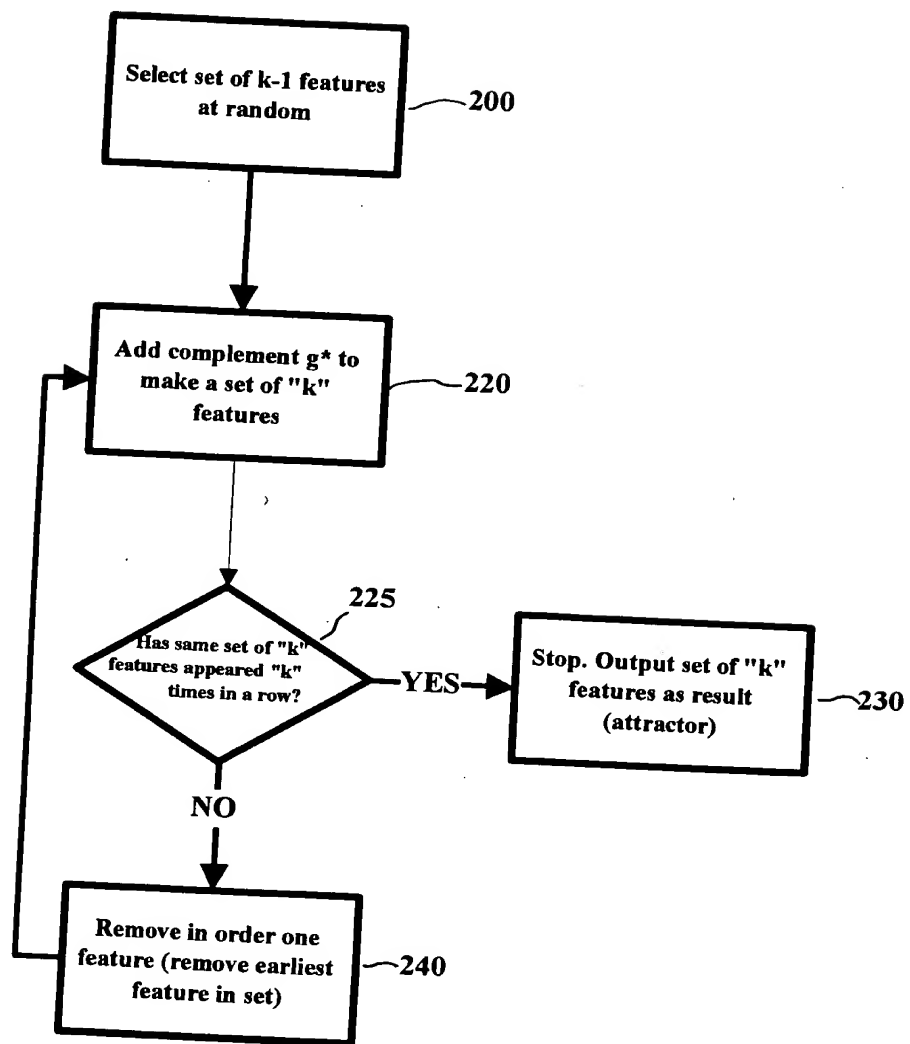 Select set of k-1 features
at random
200
Add complement g* to
make a set of "k"
features
220
225
Has same set of "k"
features appeared "k"
times in a row?
YES
Stop. Output set of "k"
features as result
(attractor)
230
NO
Remove in order one
feature (remove earliest
feature in set)
240